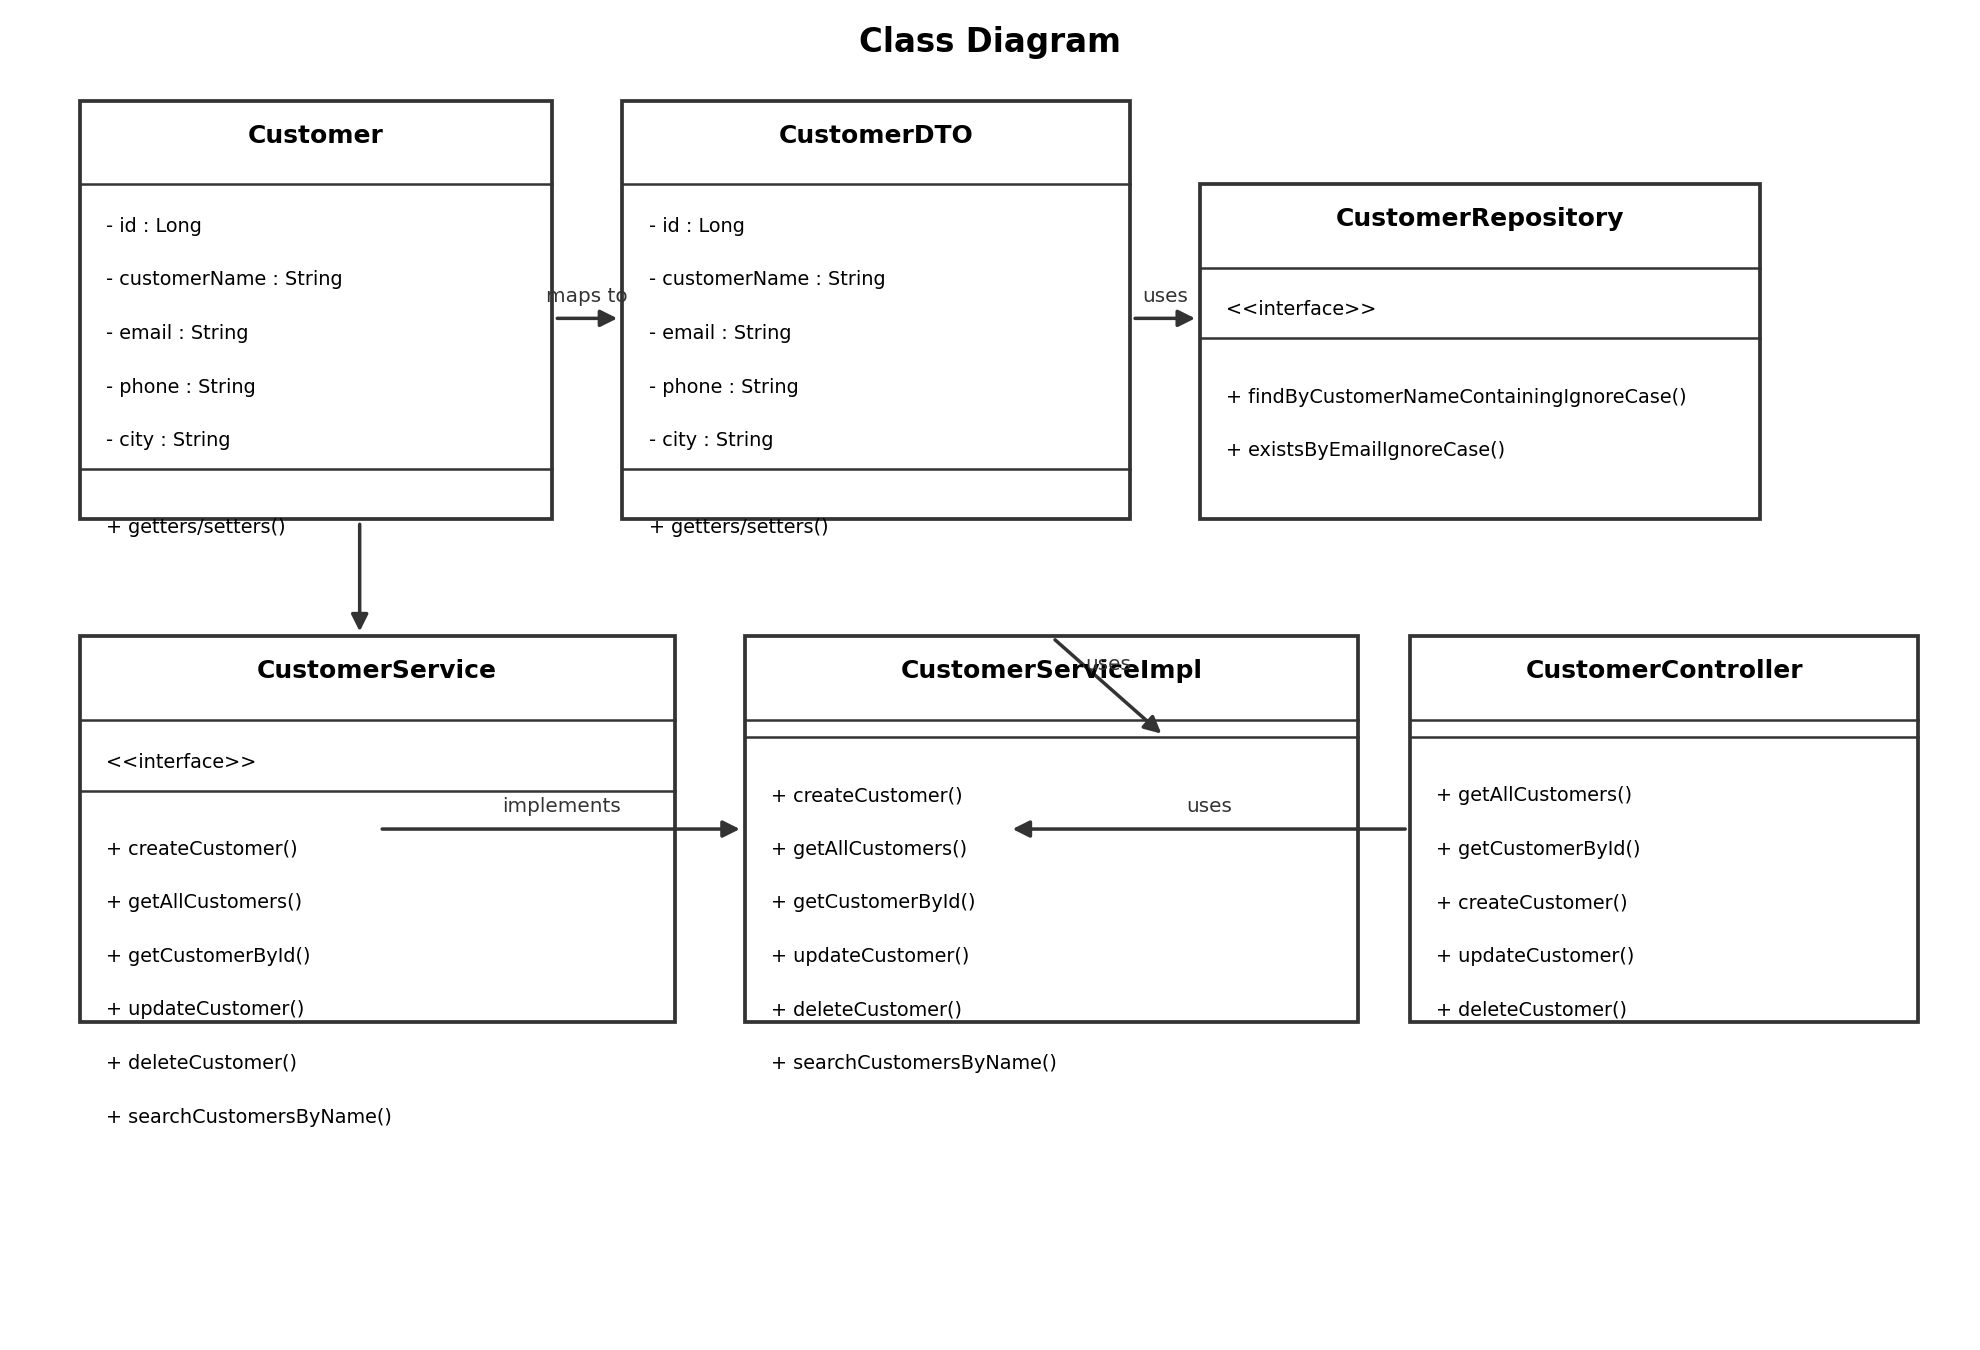 Class Diagram
Customer
- id : Long
- customerName : String
- email : String
- phone : String
- city : String
+ getters/setters()
maps to
CustomerDTO
- id : Long
- customerName : String
- email : String
- phone : String
- city : String
+ getters/setters()
uses
CustomerRepository
<<interface>>
+ findByCustomerNameContainingIgnoreCase()
+ existsByEmailIgnoreCase()
CustomerService
<<interface>>
+ createCustomer()
+ getAllCustomers()
+ getCustomerById()
+ updateCustomer()
+ deleteCustomer()
+ searchCustomersByName()
implements
CustomerServiceImpl
uses
+ createCustomer()
+ getAllCustomers()
+ getCustomerById()
+ updateCustomer()
+ deleteCustomer()
+ searchCustomersByName()
uses
CustomerController
+ getAllCustomers()
+ getCustomerById()
+ createCustomer()
+ updateCustomer()
+ deleteCustomer()